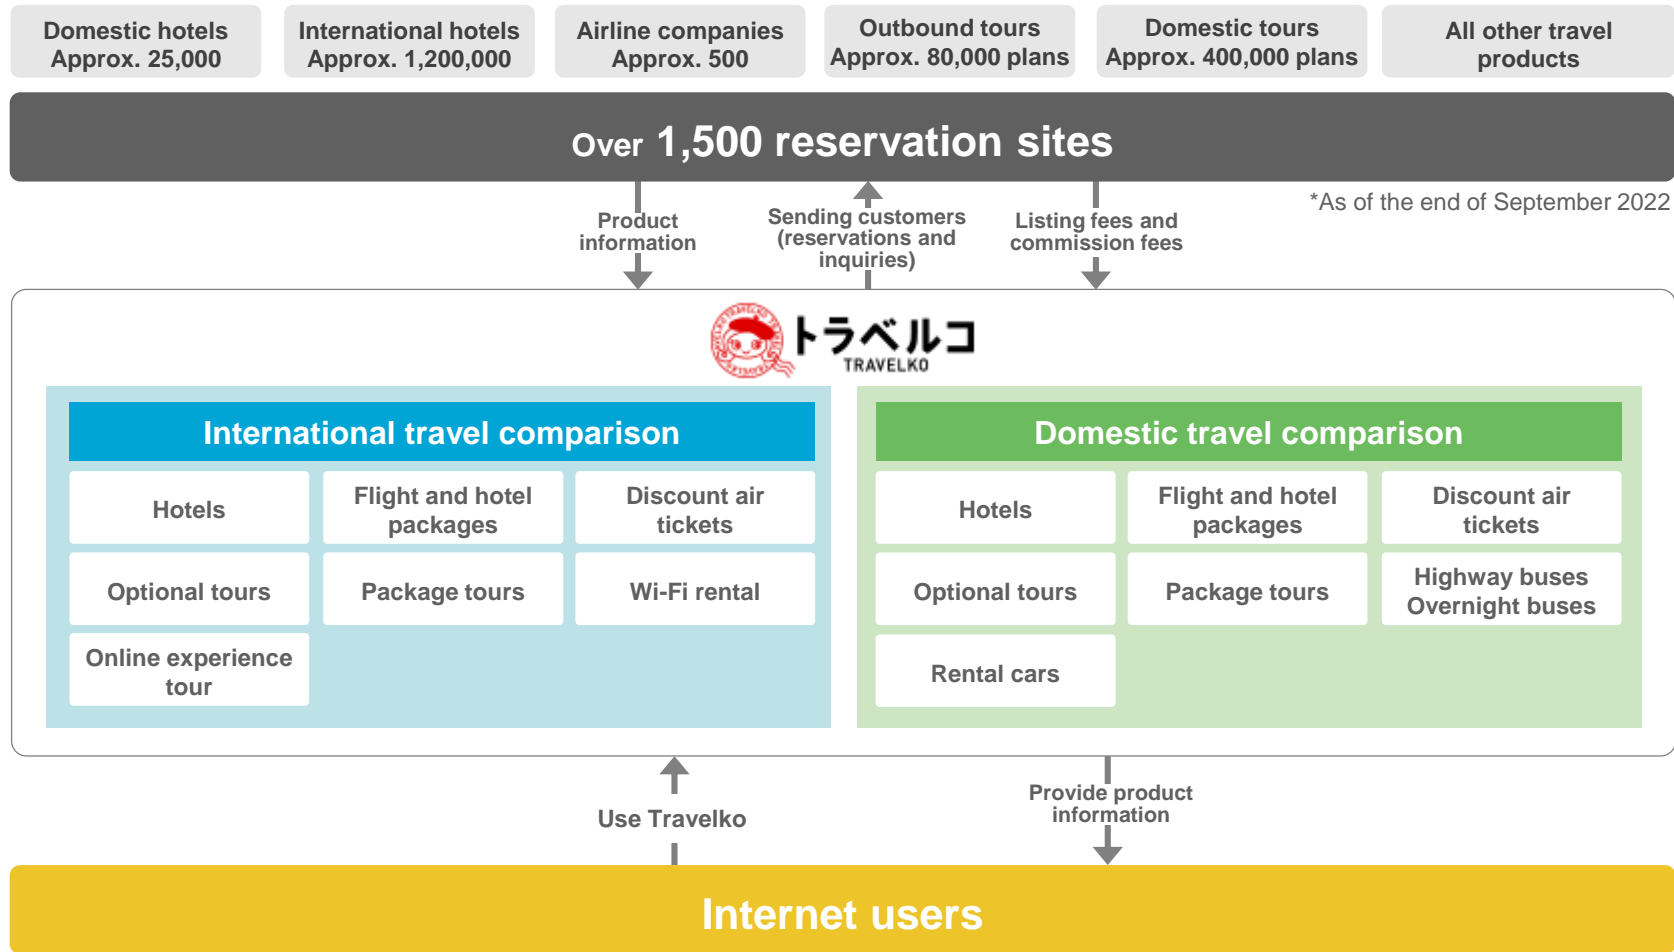 Domestic hotels
Approx. 25,000
International hotels
Approx. 1,200,000
Airline companies
Approx. 500
Outbound tours
Approx. 80,000 plans
Domestic tours
Approx. 400,000 plans
All other travel
products
Over 1,500 reservation sites
*As of the end of September 2022
Product
information
Sending customers
(reservations and
inquiries)
Listing fees and
commission fees
トラベルコ
TRAVELKO
International travel comparison
Hotels
Flight and hotel
packages
Discount air
tickets
Optional tours
Package tours
Wi-Fi rental
Online experience
tour
Domestic travel comparison
Hotels
Flight and hotel
packages
Discount air
tickets
Optional tours
Package tours
Highway buses
Overnight buses
Rental cars
Use Travelko
Provide product
information
Internet users